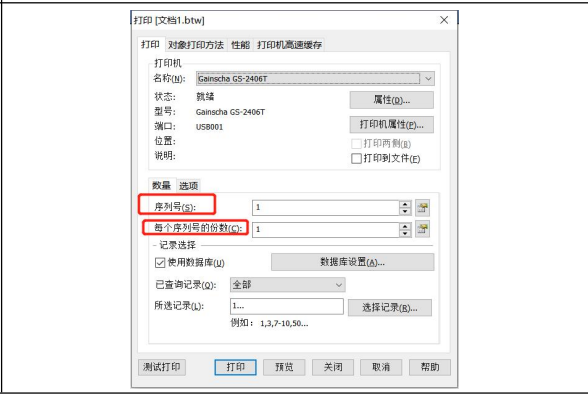 打印 [文档1.btw]
打印 对象打印方法 性能 打印机高速缓存
打印机
名称(N): Gainscha GS-2406T
状态: 就绪 属性(O)...
型号: Gainscha GS-2406T
端口: USB001 打印机属性(P)...
位置: 打印两侧(B)
说明: 打印到文件(E)
数量 选项
序列号(S): 1
每个序列号的份数(C): 1
记录选择
使用数据库(U) 数据库设置(A)...
已查询记录(Q): 全部
所选记录(L): 1... 选择记录(R)...
例如: 1,3,7-10,50...
测试打印 打印 预览 关闭 取消 帮助